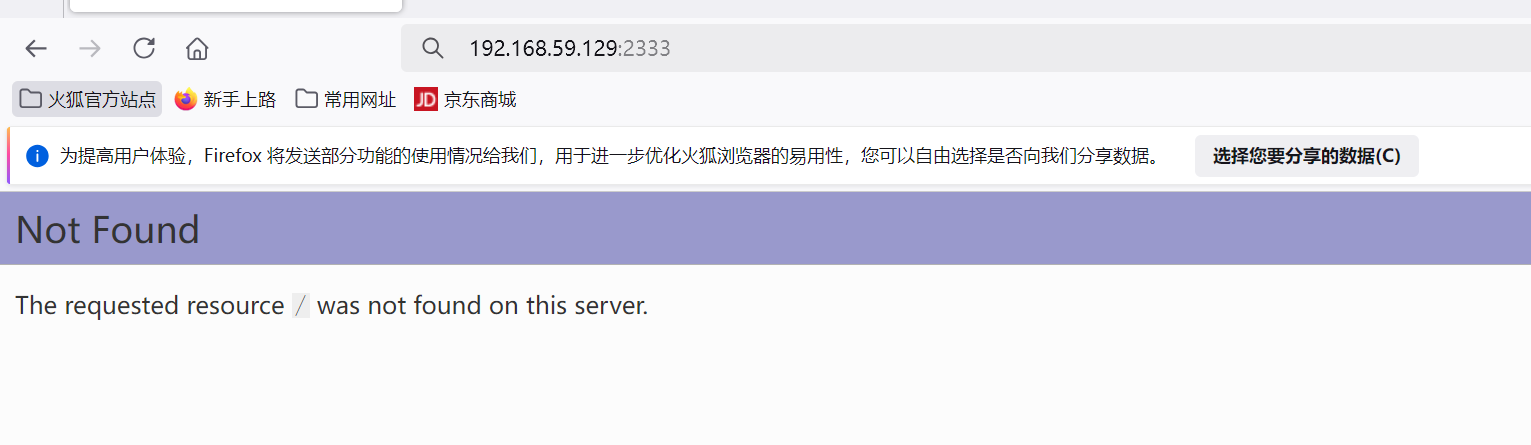 192.168.59.129:2333
火狐官方站点 新手上路 常用网址 JD 京东商城
为提高用户体验，Firefox 将发送部分功能的使用情况给我们，用于进一步优化火狐浏览器的易用性，您可以自由选择是否向我们分享数据。 选择您要分享的数据(C)
Not Found
The requested resource / was not found on this server.